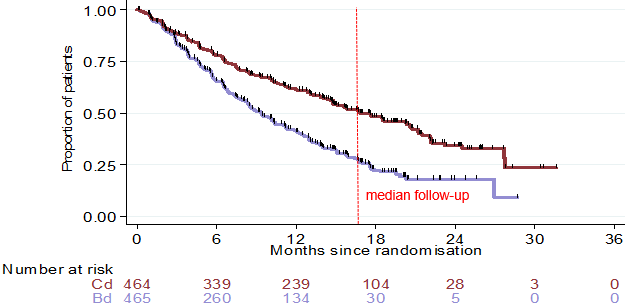 1.00
0.75
0.50
0.25
0.00
Proportion of patients
median follow-up
0 6 12 18 24 30 36
Months since randomisation
Number at risk
Cd 464 339 239 104 28 3 0
Bd 465 260 134 30 5 0 0